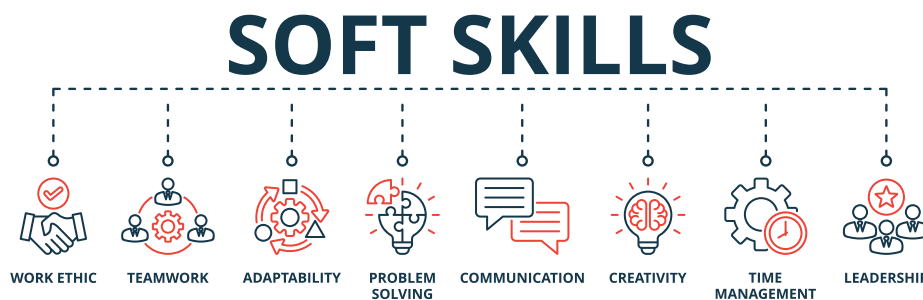 SOFT SKILLS
WORK ETHIC
TEAMWORK
ADAPTABILITY
PROBLEM
SOLVING
COMMUNICATION
CREATIVITY
TIME
MANAGEMENT
LEADERSHI